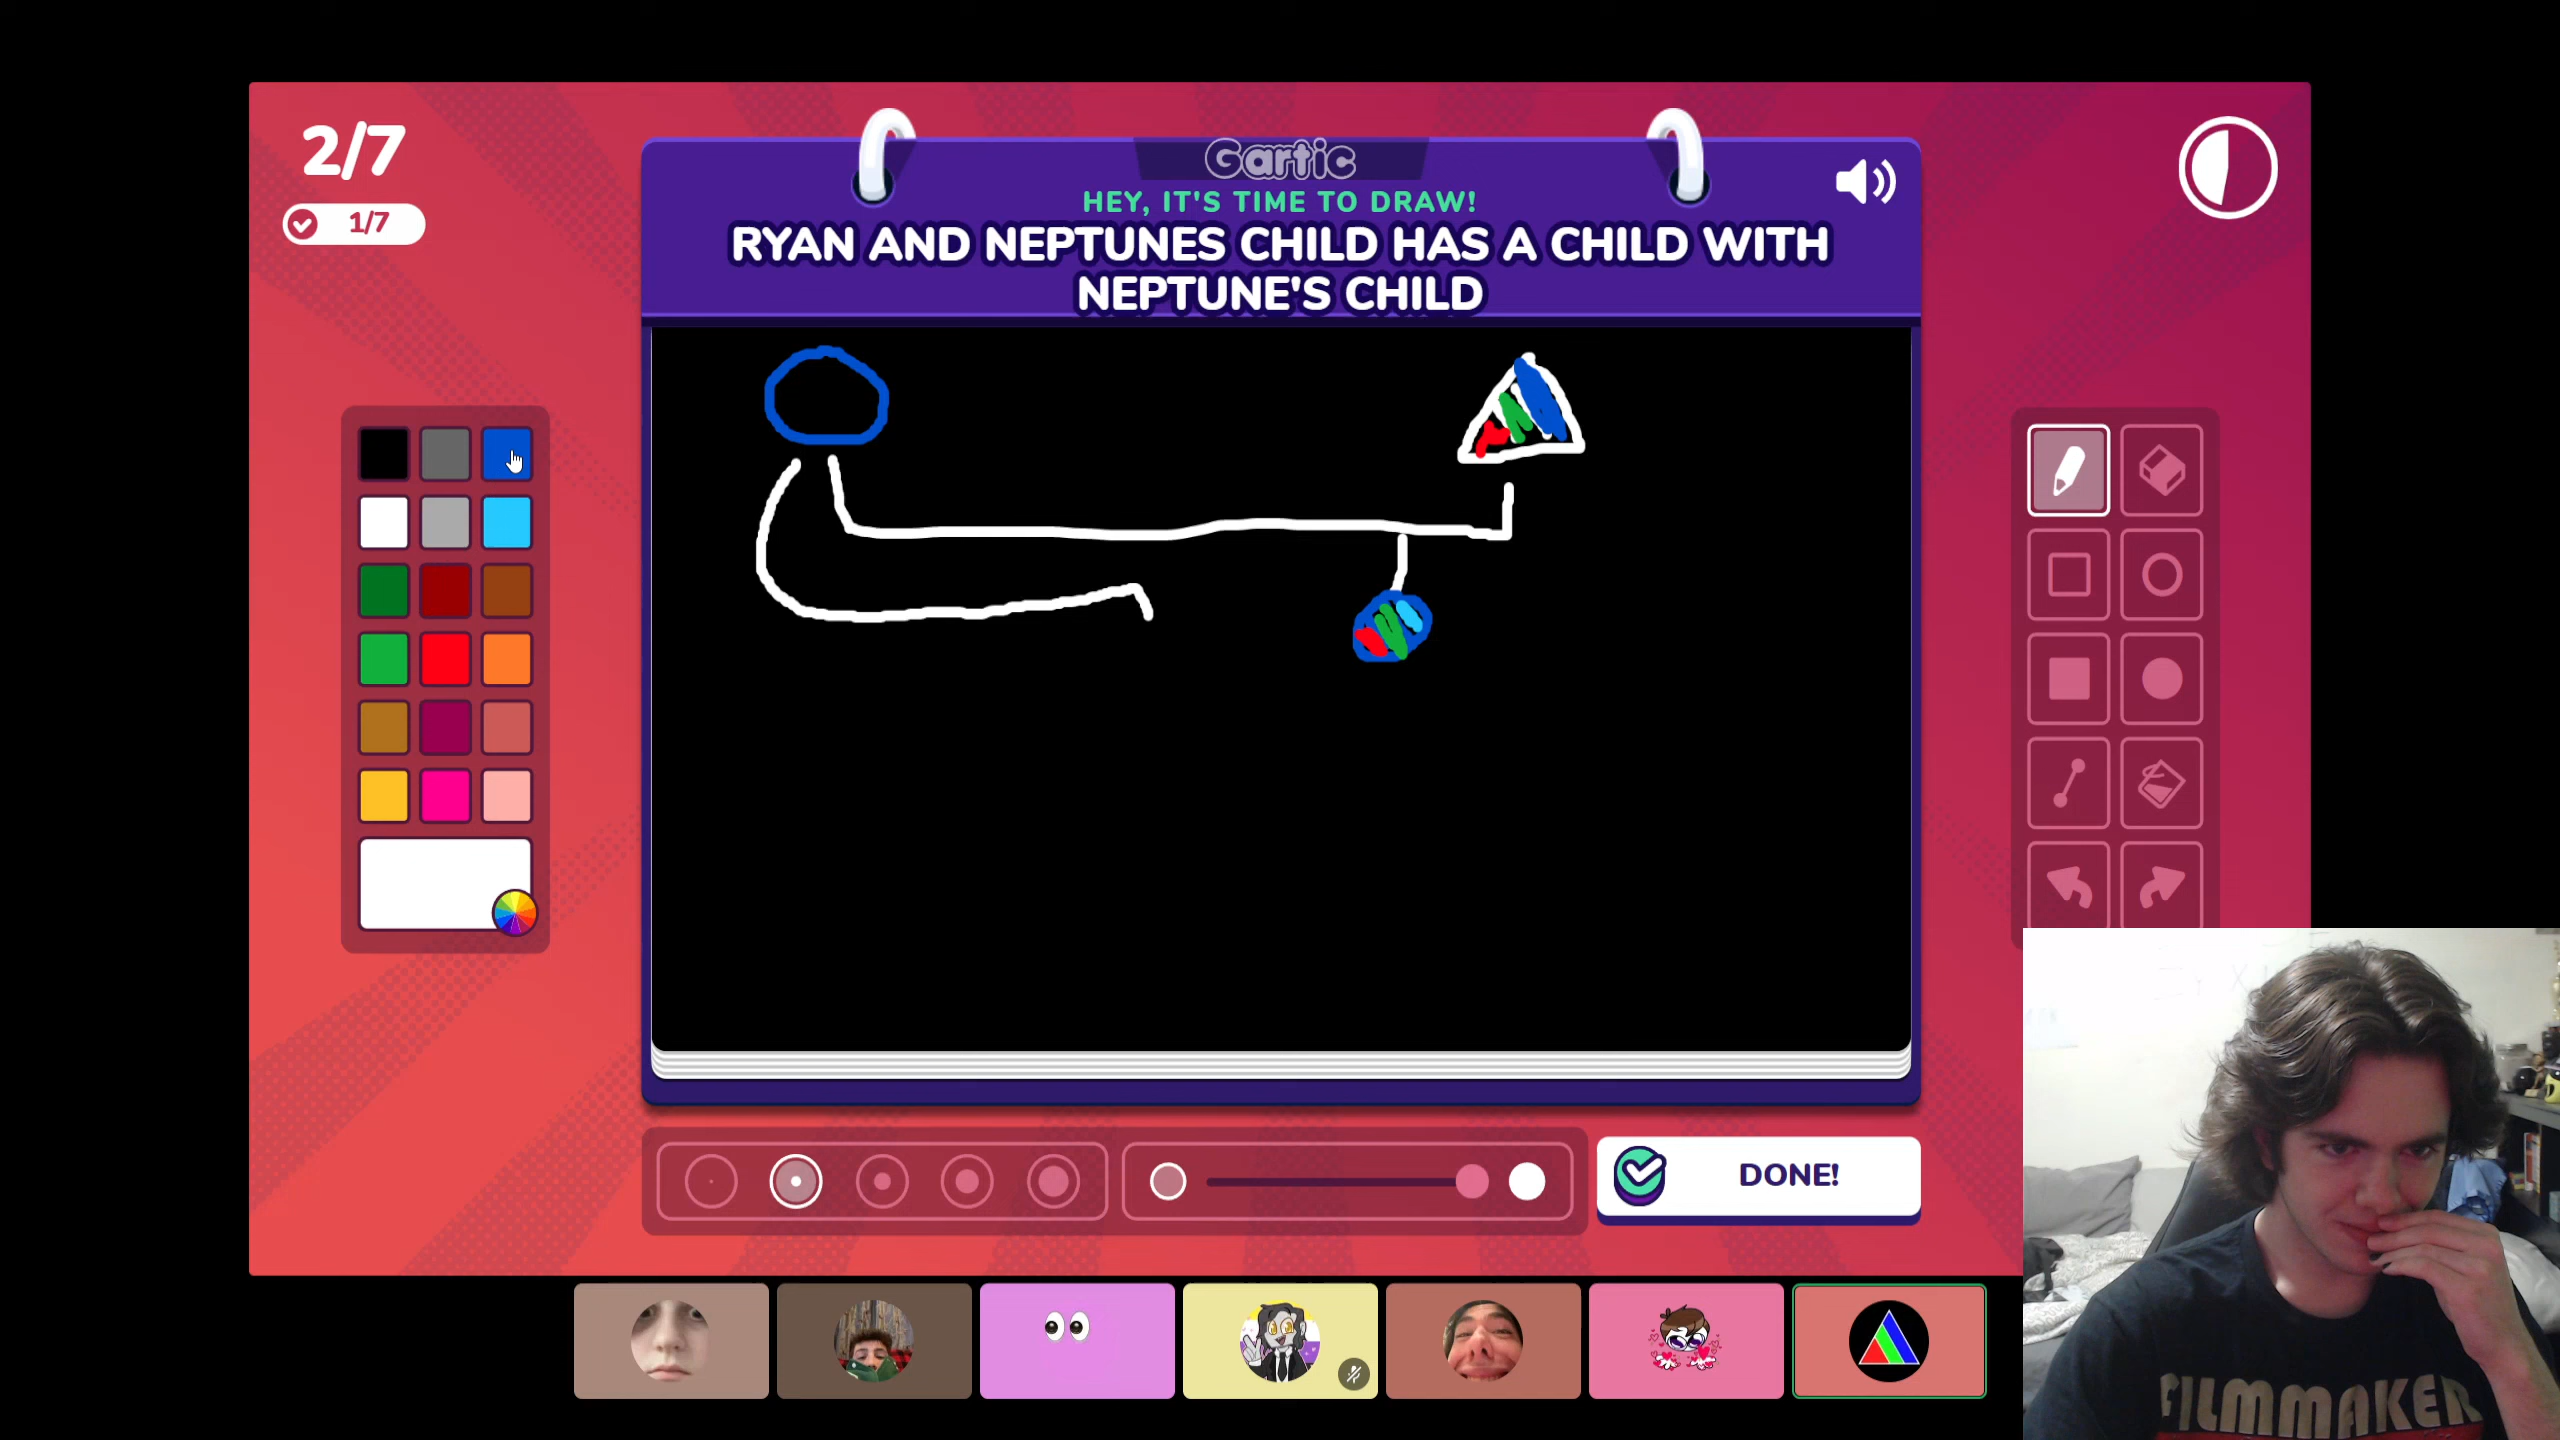 2/7
1/7
Gartic
HEY, IT'S TIME TO DRAW!
RYAN AND NEPTUNES CHILD HAS A CHILD WITH
NEPTUNE'S CHILD
DONE!
FILMMAKER